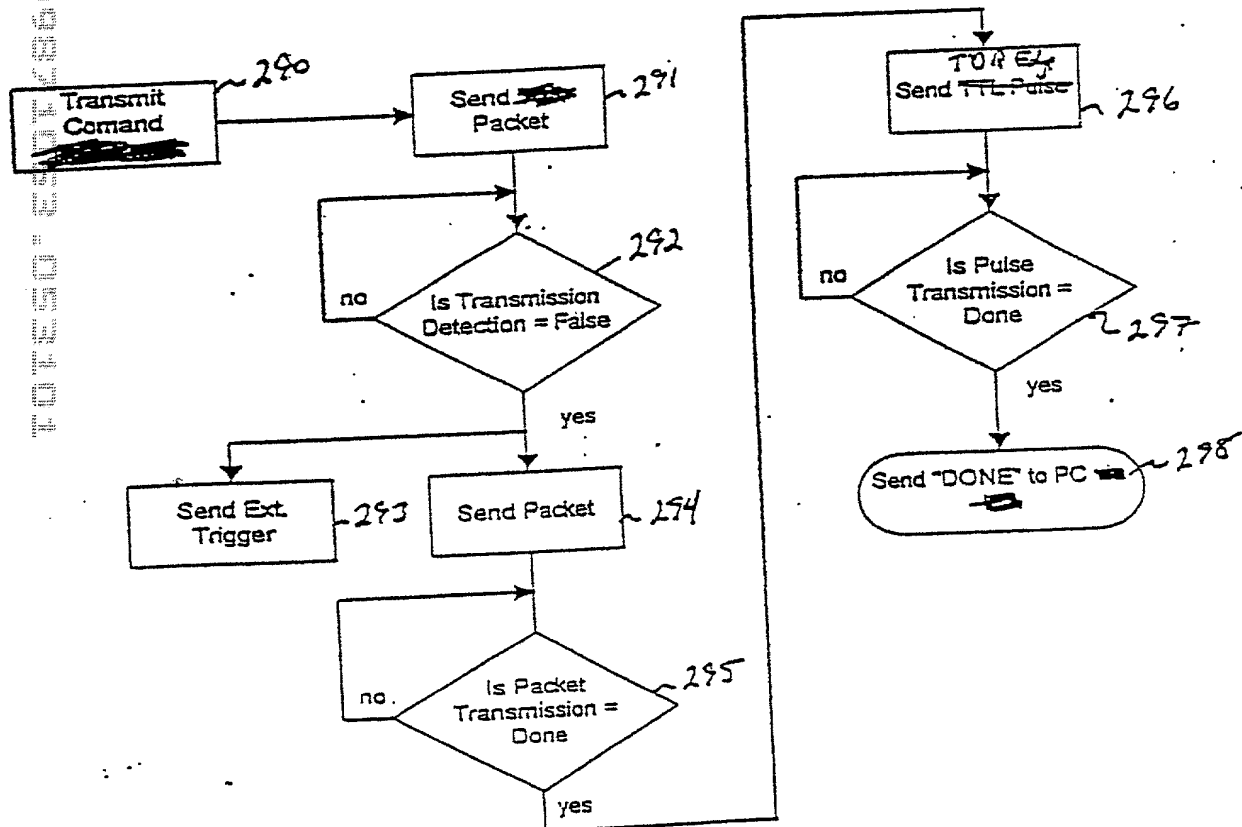 290
Transmit
Comand
291
Send
Packet
292
no
Is Transmission
Detection = False
yes
Send Ext.
Trigger
293
Send Packet
294
no.
Is Packet
Transmission =
Done
295
yes
Send TTL Pulse
296
no
Is Pulse
Transmission =
Done
297
yes
Send "DONE" to PC
298